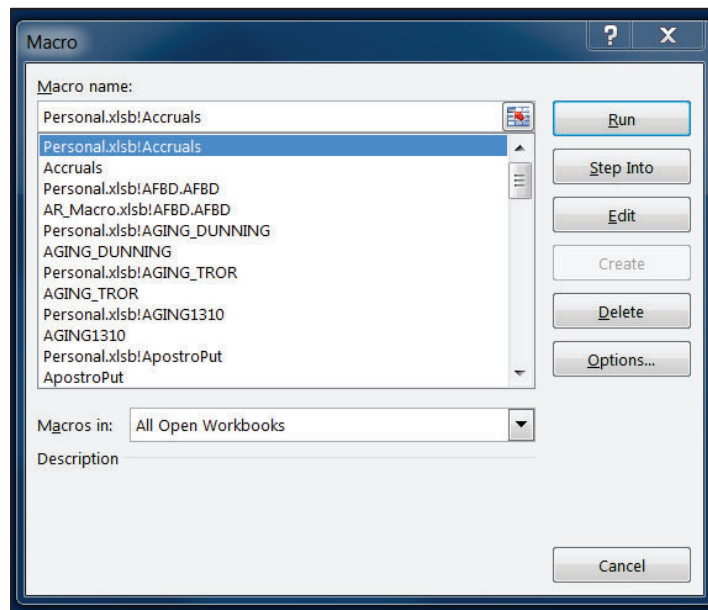 Macro
Macro name:
Personal.xlsb!Accruals
Personal.xlsb!Accruals
Accruals
Personal.xlsb!AFBD.AFBD
AR_Macro.xlsb!AFBD.AFBD
Personal.xlsb!AGING_DUNNING
AGING_DUNNING
Personal.xlsb!AGING_TROR
AGING_TROR
Personal.xlsb!AGING1310
AGING1310
Personal.xlsb!ApostroPut
ApostroPut
Run
Step Into
Edit
Create
Delete
Options...
Macros in: All Open Workbooks
Description
Cancel